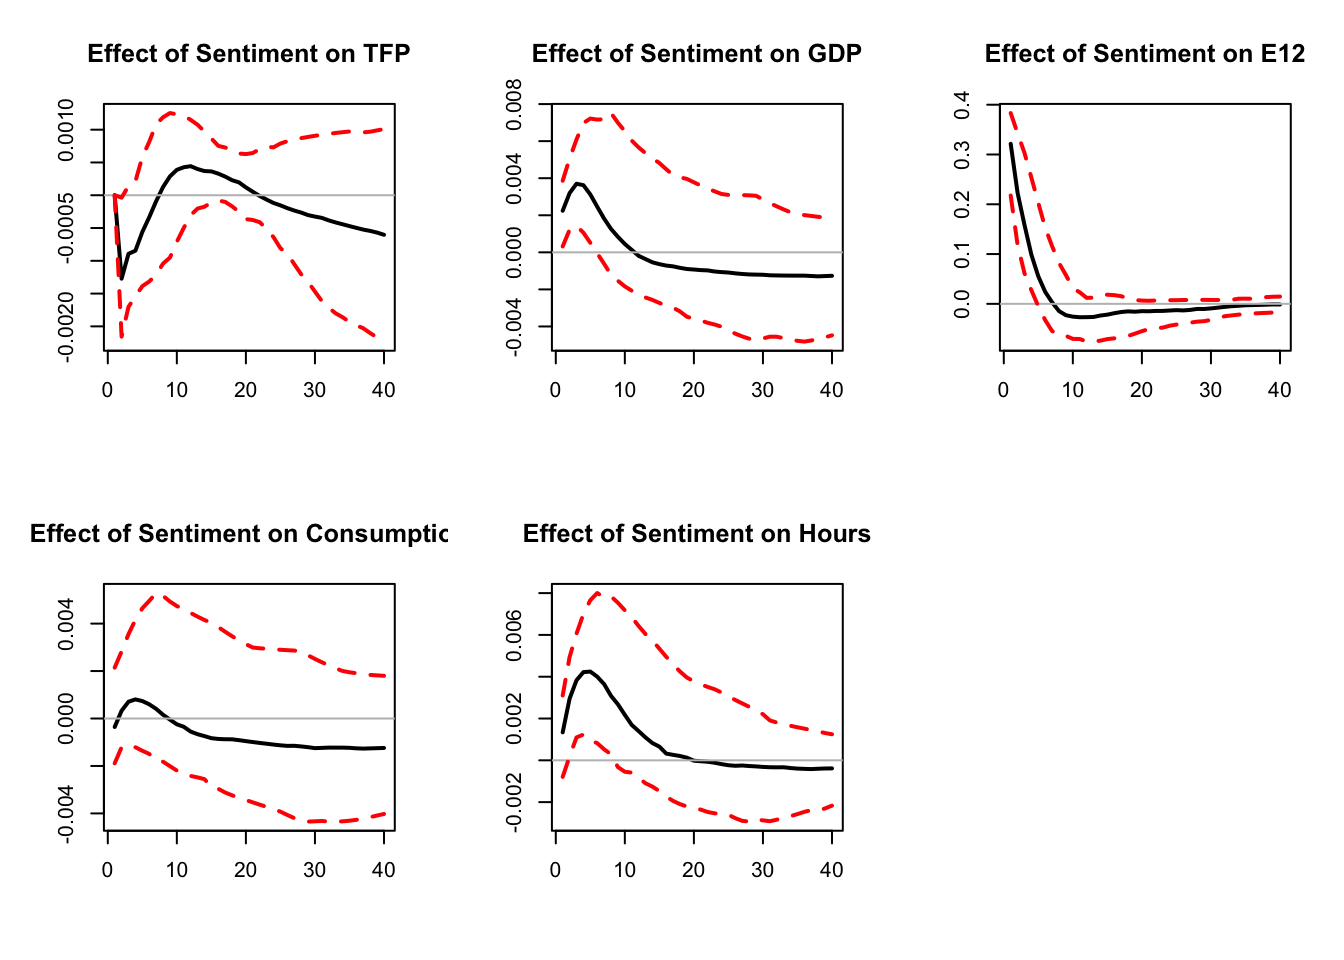 Effect of Sentiment on TFP
0.0010
-0.0005
-0.0020
0 10 20 30 40
Effect of Sentiment on GDP
0.008
0.004
0.000
-0.004
0 10 20 30 40
Effect of Sentiment on E12
0.4
0.3
0.2
0.1
0.0
0 10 20 30 40
Effect of Sentiment on Consumptic
0.004
0.000
-0.004
0 10 20 30 40
Effect of Sentiment on Hours
0.006
0.002
-0.002
0 10 20 30 40